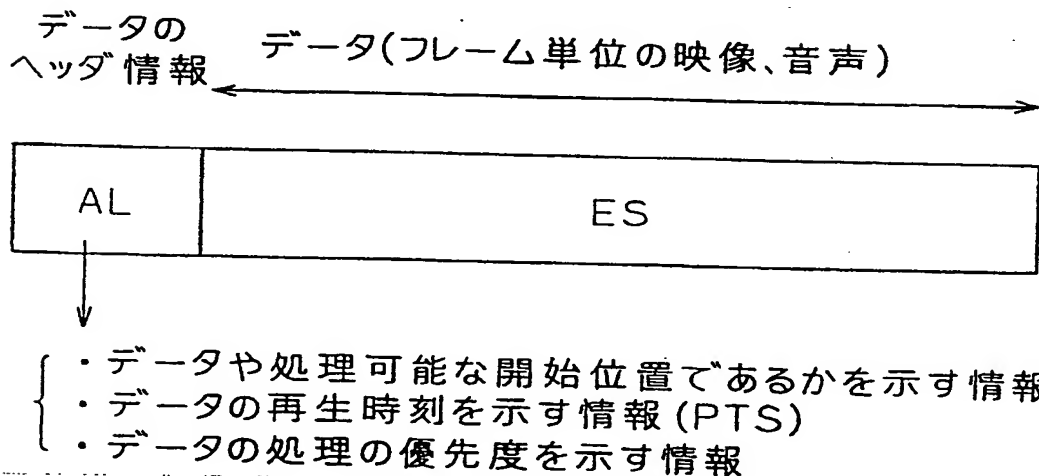 データの
ヘッダ情報
データ(フレーム単位の映像、音声)
AL
ES
・データや処理可能な開始位置であるかを示す情報
・データの再生時刻を示す情報(PTS)
・データの処理の優先度を示す情報